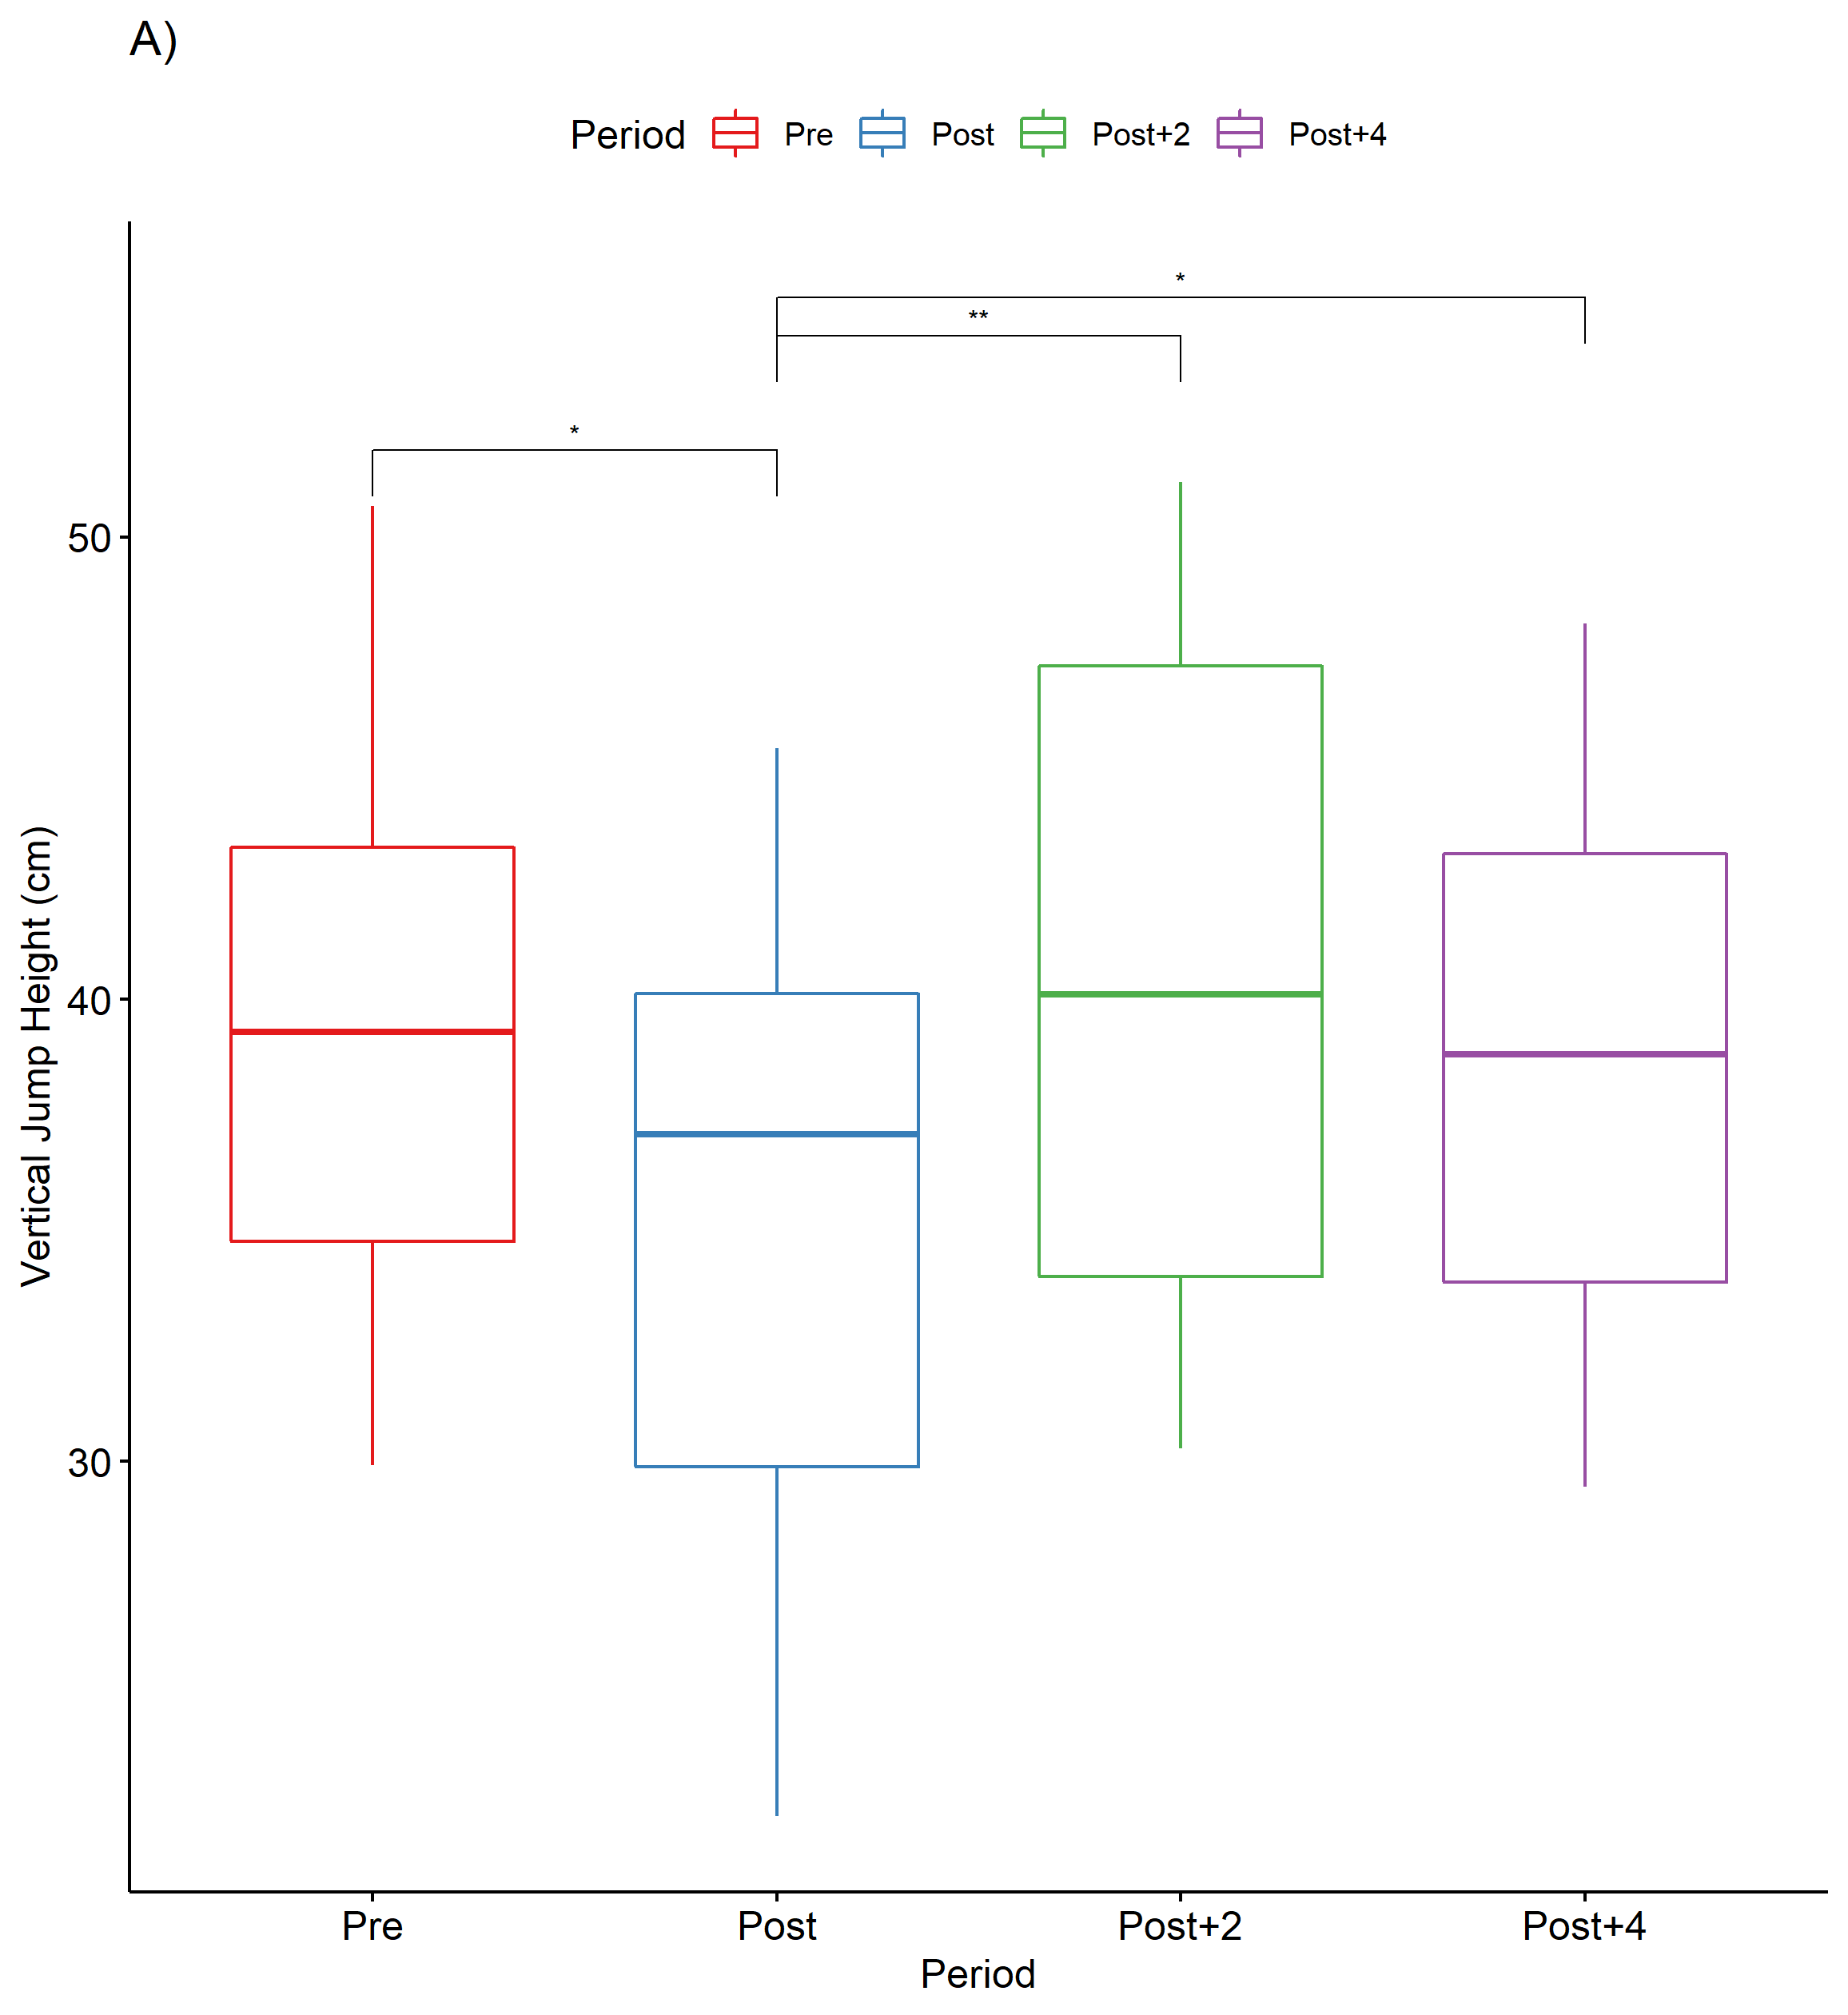 A)
Period Pre Post Post+2 Post+4
*
**
*
50
40
30
Vertical Jump Height (cm)
Pre Post Post+2 Post+4
Period